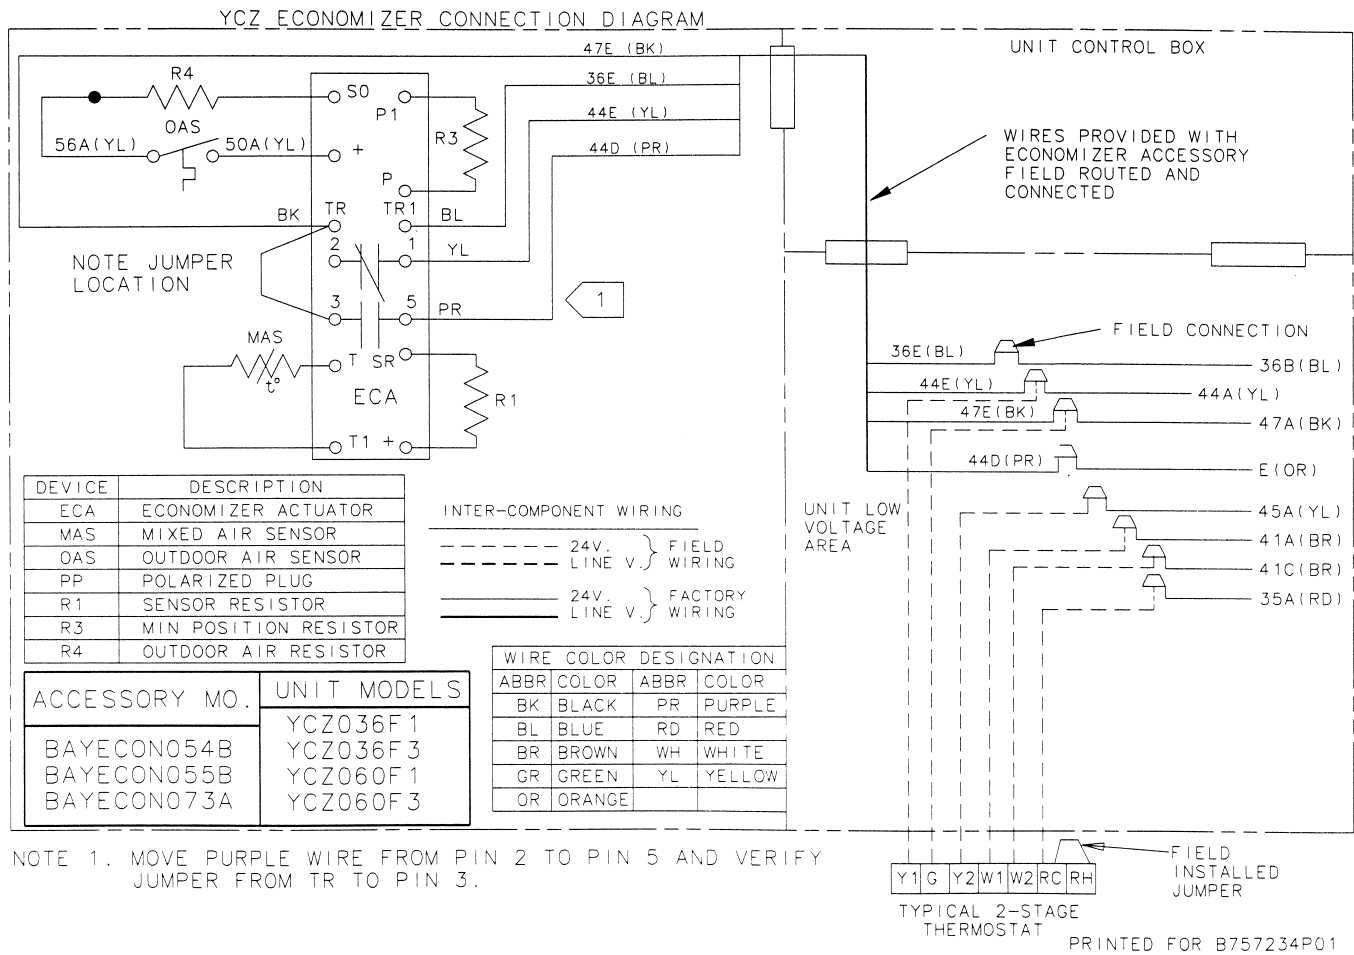 YCZ ECONOMIZER CONNECTION DIAGRAM
47E (BK)
36E (BL)
44E (YL)
44D (PR)
UNIT CONTROL BOX
R4
SO
P1
R3
OAS
56A(YL)
50A(YL)
+
P
WIRES PROVIDED WITH
ECONOMIZER ACCESSORY
FIELD ROUTED AND
CONNECTED
BK
TR
TR1
BL
2
1
YL
NOTE JUMPER
LOCATION
3
5
PR
1
MAS
t°
T
SR
ECA
R1
T1
+
FIELD CONNECTION
36E(BL)
36B(BL)
44E(YL)
44A(YL)
47E(BK)
47A(BK)
44D(PR)
E(OR)
45A(YL)
41A(BR)
41C(BR)
35A(RD)
UNIT LOW
VOLTAGE
AREA
DEVICE DESCRIPTION
ECA ECONOMIZER ACTUATOR
MAS MIXED AIR SENSOR
OAS OUTDOOR AIR SENSOR
PP POLARIZED PLUG
R1 SENSOR RESISTOR
R3 MIN POSITION RESISTOR
R4 OUTDOOR AIR RESISTOR
INTER-COMPONENT WIRING
24V. FIELD
LINE V. WIRING
24V. FACTORY
LINE V. WIRING
ACCESSORY MO. UNIT MODELS
BAYECON054B
BAYECON055B
BAYECON073A
YCZ036F1
YCZ036F3
YCZ060F1
YCZ060F3
WIRE COLOR DESIGNATION
ABBR COLOR ABBR COLOR
BK BLACK PR PURPLE
BL BLUE RD RED
BR BROWN WH WHITE
GR GREEN YL YELLOW
OR ORANGE
NOTE 1. MOVE PURPLE WIRE FROM PIN 2 TO PIN 5 AND VERIFY
JUMPER FROM TR TO PIN 3.
Y1 G Y2 W1 W2 RC RH
FIELD
INSTALLED
JUMPER
TYPICAL 2-STAGE
THERMOSTAT
PRINTED FOR B757234P01